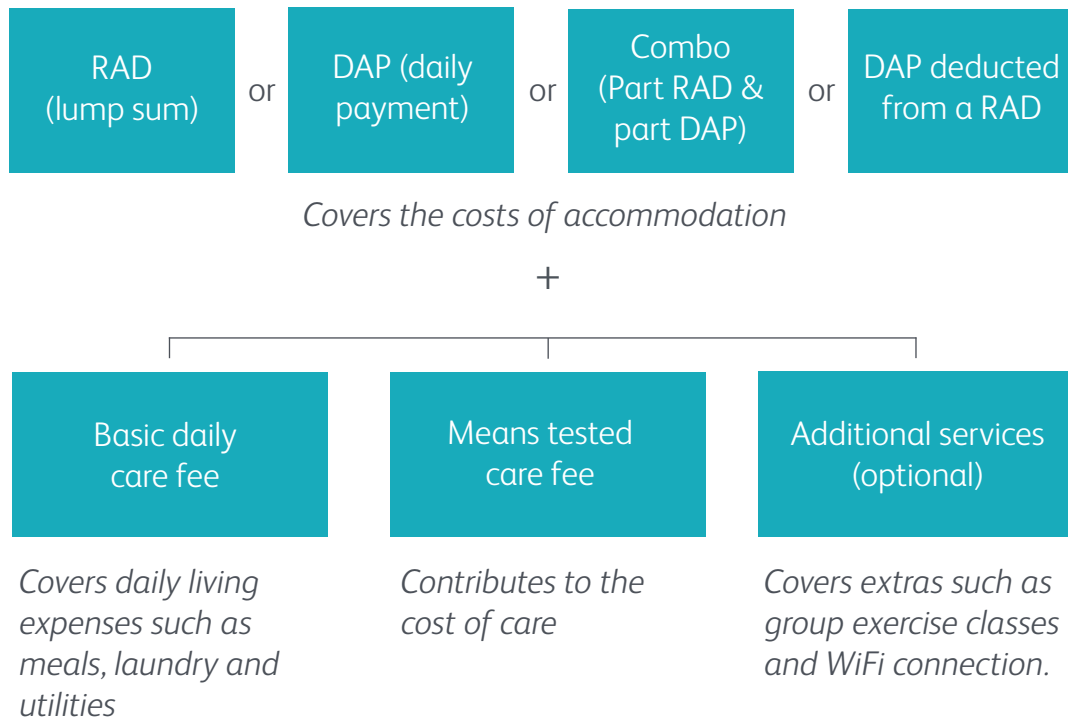 RAD
(lump sum)
or
DAP (daily
payment)
or
Combo
(Part RAD &
part DAP)
or
DAP deducted
from a RAD
Covers the costs of accommodation
+
Basic daily
care fee
Means tested
care fee
Additional services
(optional)
Covers daily living
expenses such as
meals, laundry and
utilities
Contributes to the
cost of care
Covers extras such as
group exercise classes
and WiFi connection.